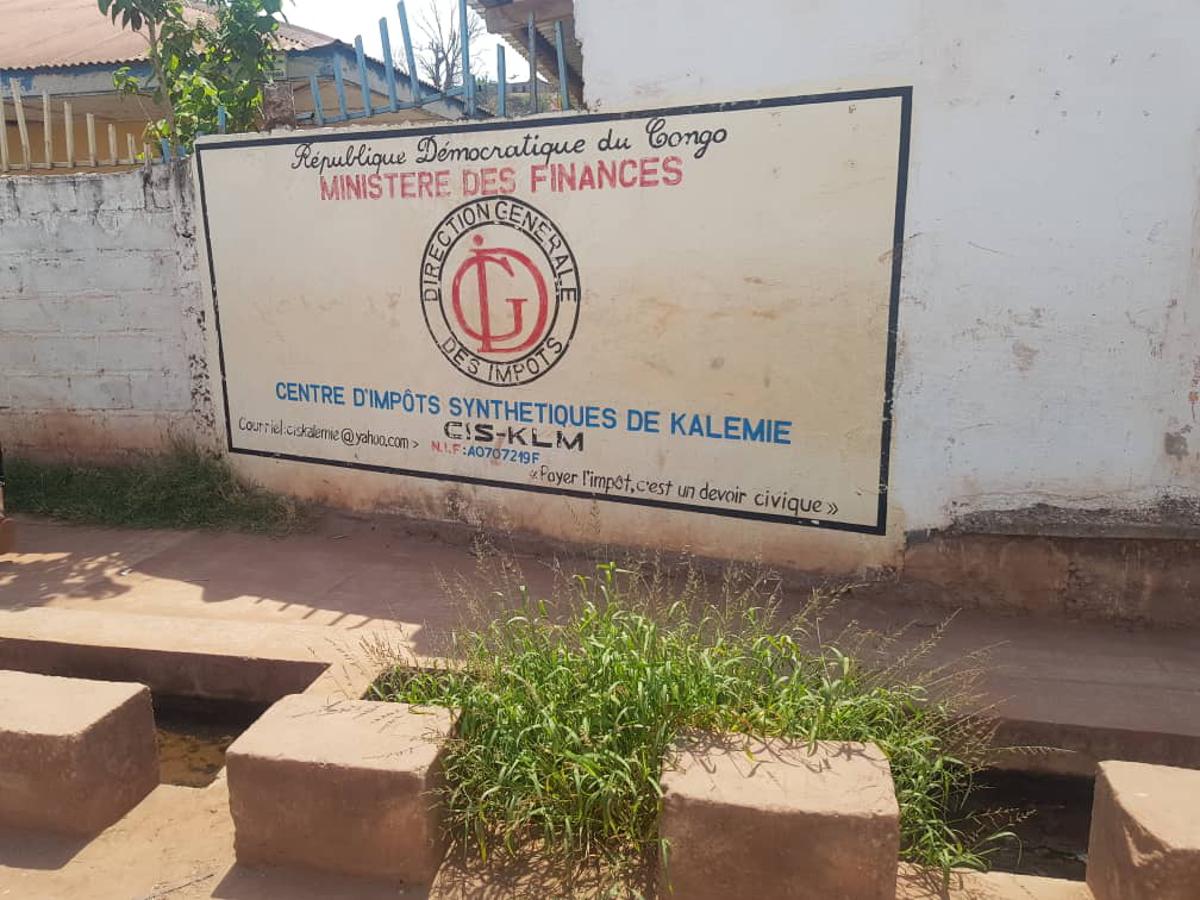 République Démocratique du Congo
MINISTERE DES FINANCES
DIRECTION GENERALE
DGI
DES IMPOTS
CENTRE D'IMPÔTS SYNTHETIQUES DE KALEMIE
CIS-KLM
Courriel:ciskalemie@yahoo.com >
N.I.F:A0707219F
«Payer l'impôt, c'est un devoir civique»